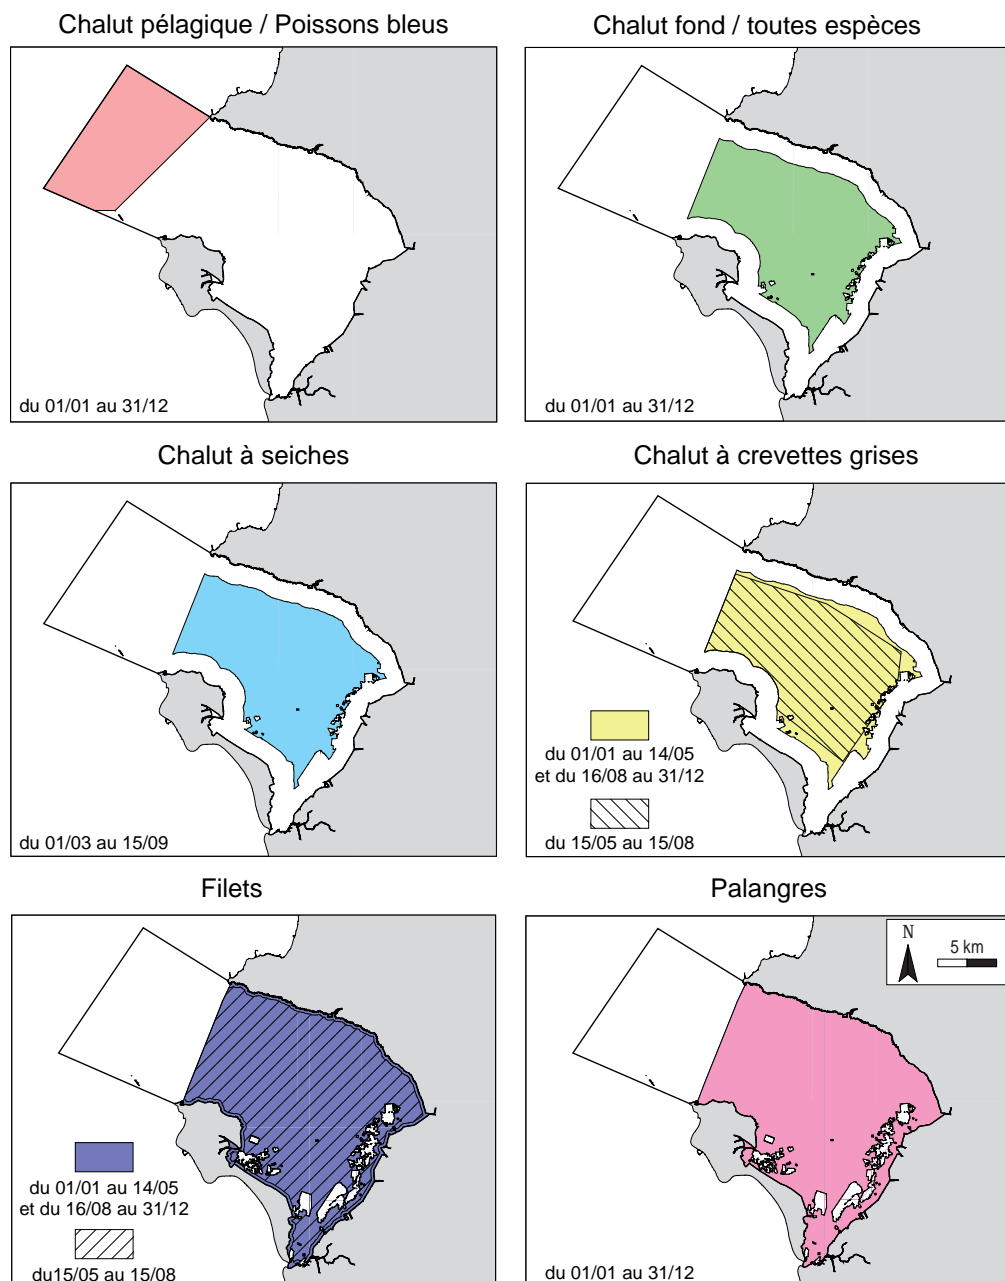 Chalut pélagique / Poissons bleus
Chalut fond / toutes espèces
du 01/01 au 31/12
du 01/01 au 31/12
Chalut à seiches
Chalut à crevettes grises
du 01/03 au 15/09
du 01/01 au 14/05
et du 16/08 au 31/12
du 15/05 au 15/08
Filets
Palangres
du 01/01 au 14/05
et du 16/08 au 31/12
du15/05 au 15/08
N
5 km
du 01/01 au 31/12